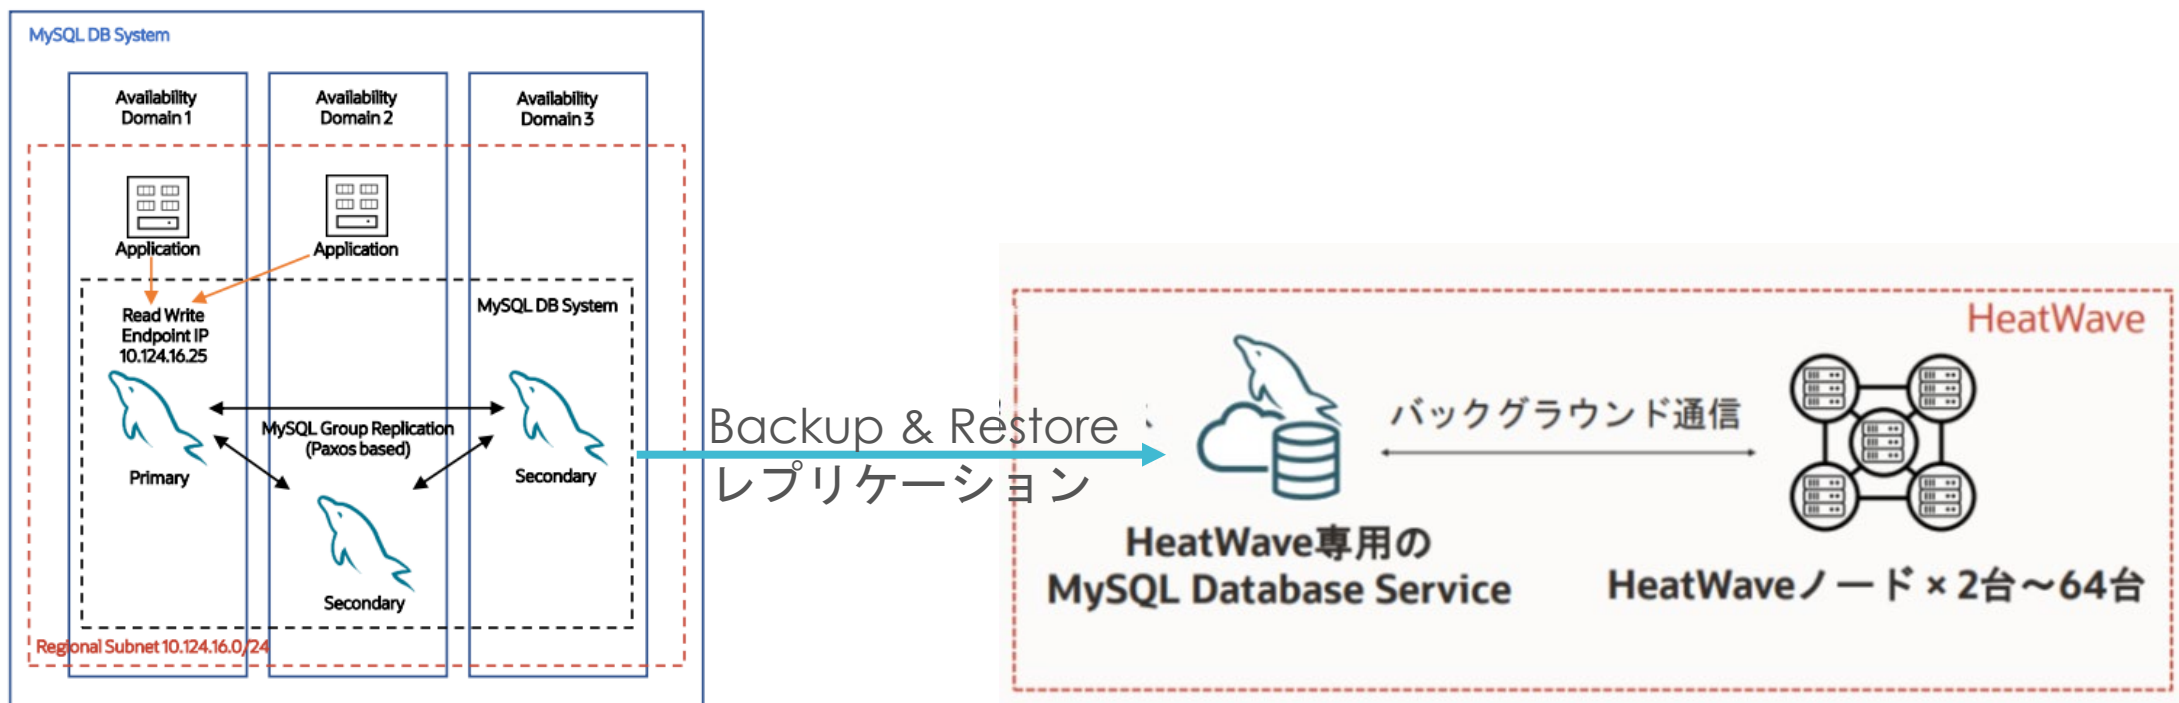 MySQL DB System
Availability
Domain 1
Availability
Domain 2
Availability
Domain 3
Application
Application
Read Write
Endpoint IP
10.124.16.25
MySQL DB System
MySQL Group Replication
(Paxos based)
Primary
Secondary
Secondary
Regional Subnet 10.124.16.0/24
Backup & Restore
レプリケーション
HeatWave
バックグラウンド通信
HeatWave専用の
MySQL Database Service
HeatWaveノード × 2台～64台